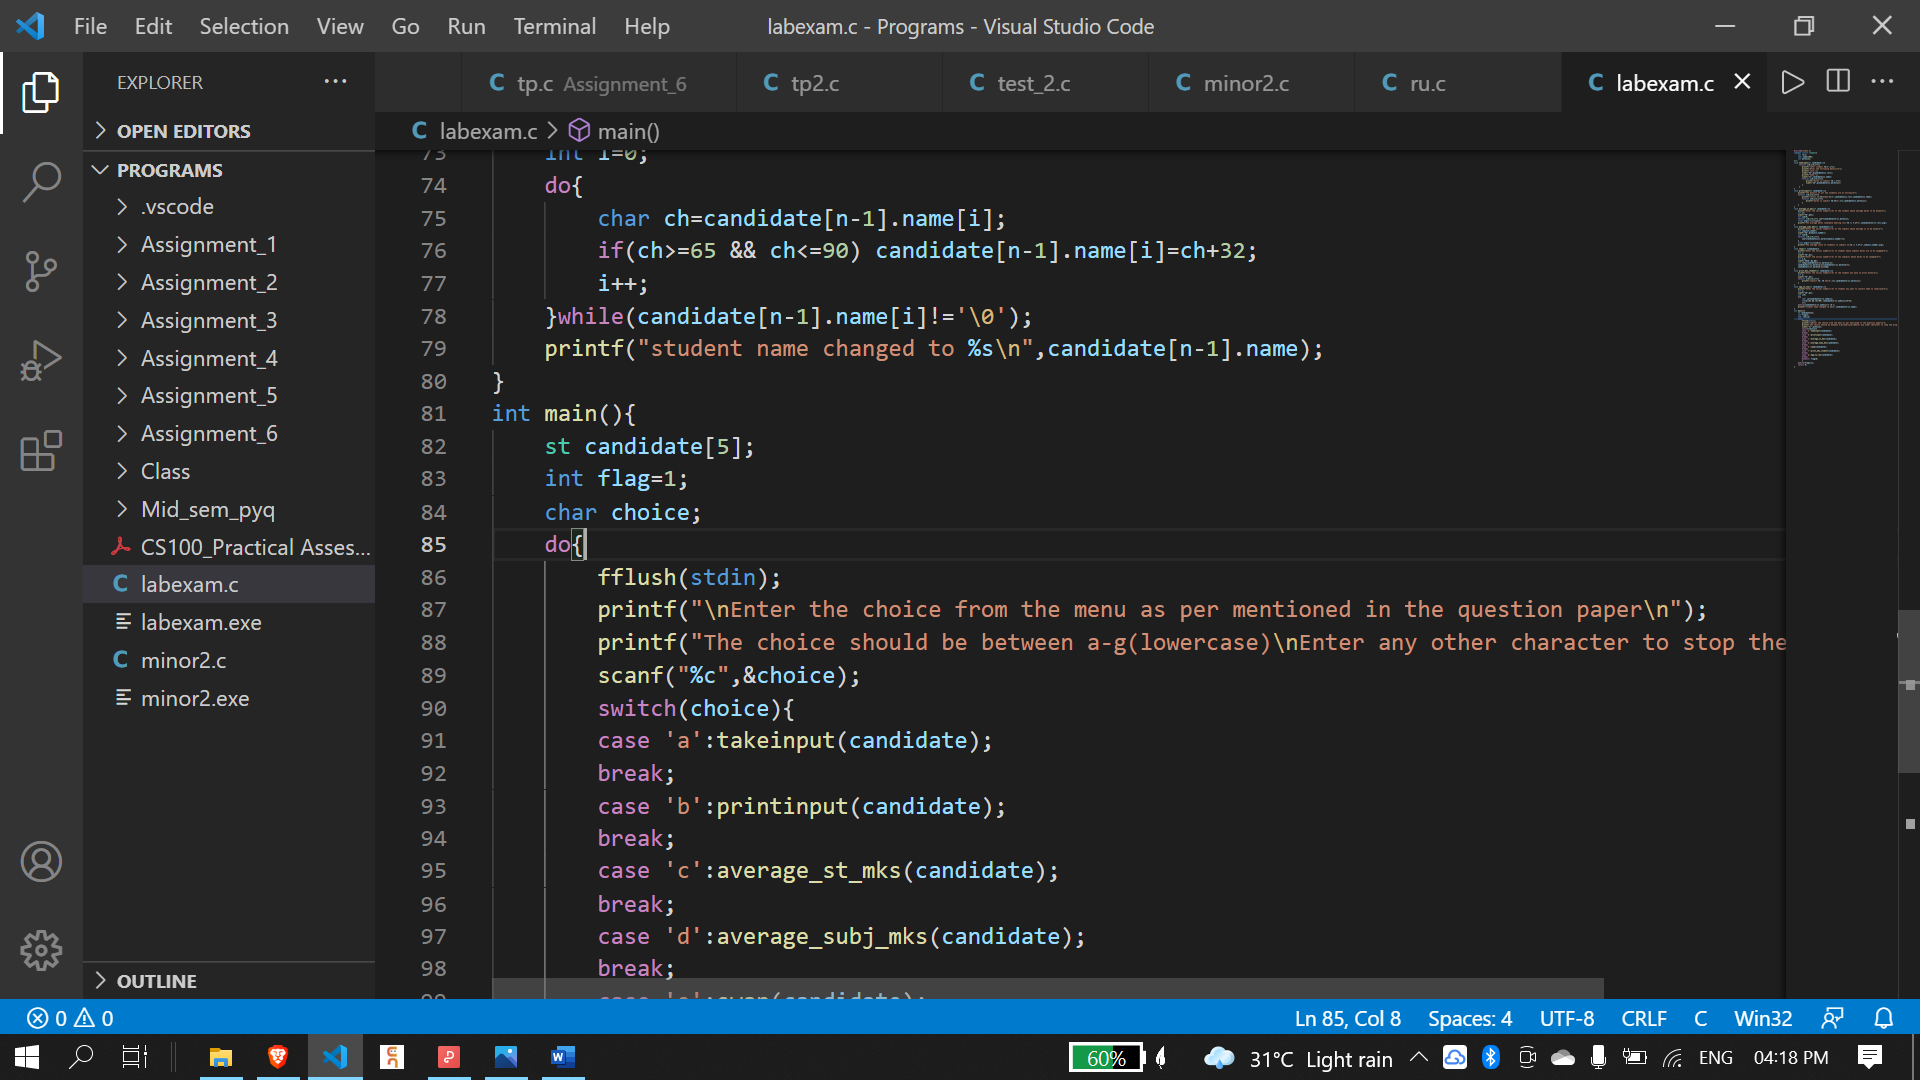 File Edit Selection View Go Run Terminal Help labexam.c - Programs - Visual Studio Code
EXPLORER
tp.c Assignment_6
tp2.c
test_2.c
minor2.c
ru.c
labexam.c
OPEN EDITORS
PROGRAMS
.vscode
Assignment_1
Assignment_2
Assignment_3
Assignment_4
Assignment_5
Assignment_6
Class
Mid_sem_pyq
CS100_Practical Asses...
labexam.c
labexam.exe
minor2.c
minor2.exe
OUTLINE
labexam.c > main()
73 int i=0;
74 do{
75 char ch=candidate[n-1].name[i];
76 if(ch>=65 && ch<=90) candidate[n-1].name[i]=ch+32;
77 i++;
78 }while(candidate[n-1].name[i]!='\0');
79 printf("student name changed to %s\n",candidate[n-1].name);
80 }
81 int main(){
82 st candidate[5];
83 int flag=1;
84 char choice;
85 do{
86 fflush(stdin);
87 printf("\nEnter the choice from the menu as per mentioned in the question paper\n");
88 printf("The choice should be between a-g(lowercase)\nEnter any other character to stop the
89 scanf("%c",&choice);
90 switch(choice){
91 case 'a':takeinput(candidate);
92 break;
93 case 'b':printinput(candidate);
94 break;
95 case 'c':average_st_mks(candidate);
96 break;
97 case 'd':average_subj_mks(candidate);
98 break;
99 case 'e':swap(candidate);
0 0 Ln 85, Col 8 Spaces: 4 UTF-8 CRLF C Win32
60% 31°C Light rain ENG 04:18 PM